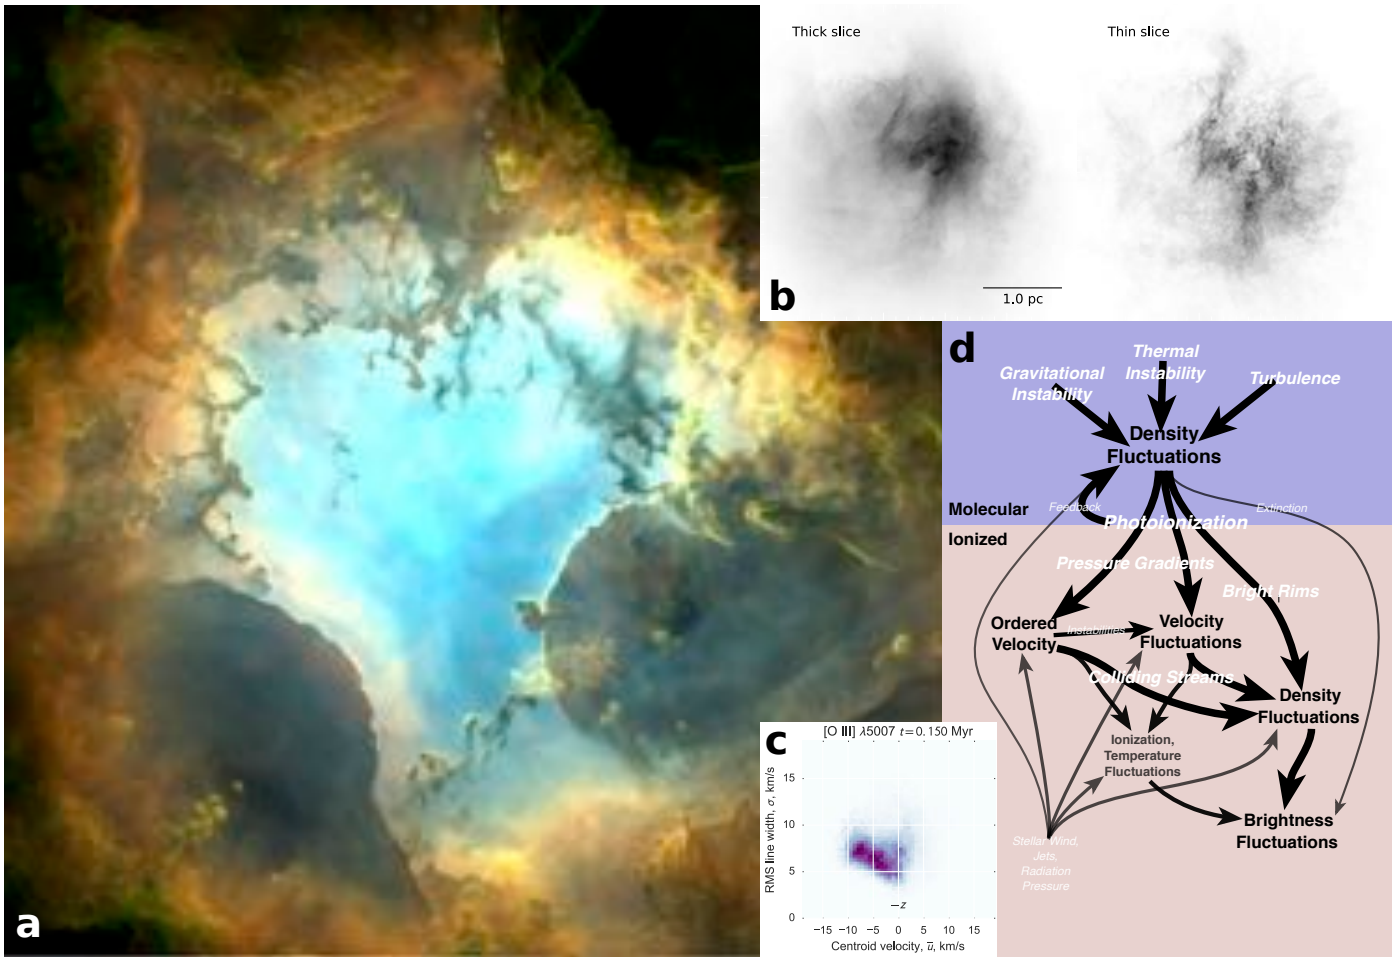 a
Thick slice
Thin slice
1.0 pc
b
d
Thermal
Instability
Gravitational
Instability
Turbulence
Density
Fluctuations
Feedback
Extinction
Molecular
Photoionization
Ionized
Pressure Gradients
Bright Rims
Ordered
Velocity
Instabilities
Velocity
Fluctuations
Colliding Streams
Density
Fluctuations
Ionization,
Temperature
Fluctuations
Brightness
Fluctuations
Stellar Wind,
Jets,
Radiation
Pressure
c
[O III] λ5007 t=0.150 Myr
RMS line width, σ, km/s
15
10
5
0
−z
−15 −10 −5 0 5 10 15
Centroid velocity, u̅, km/s